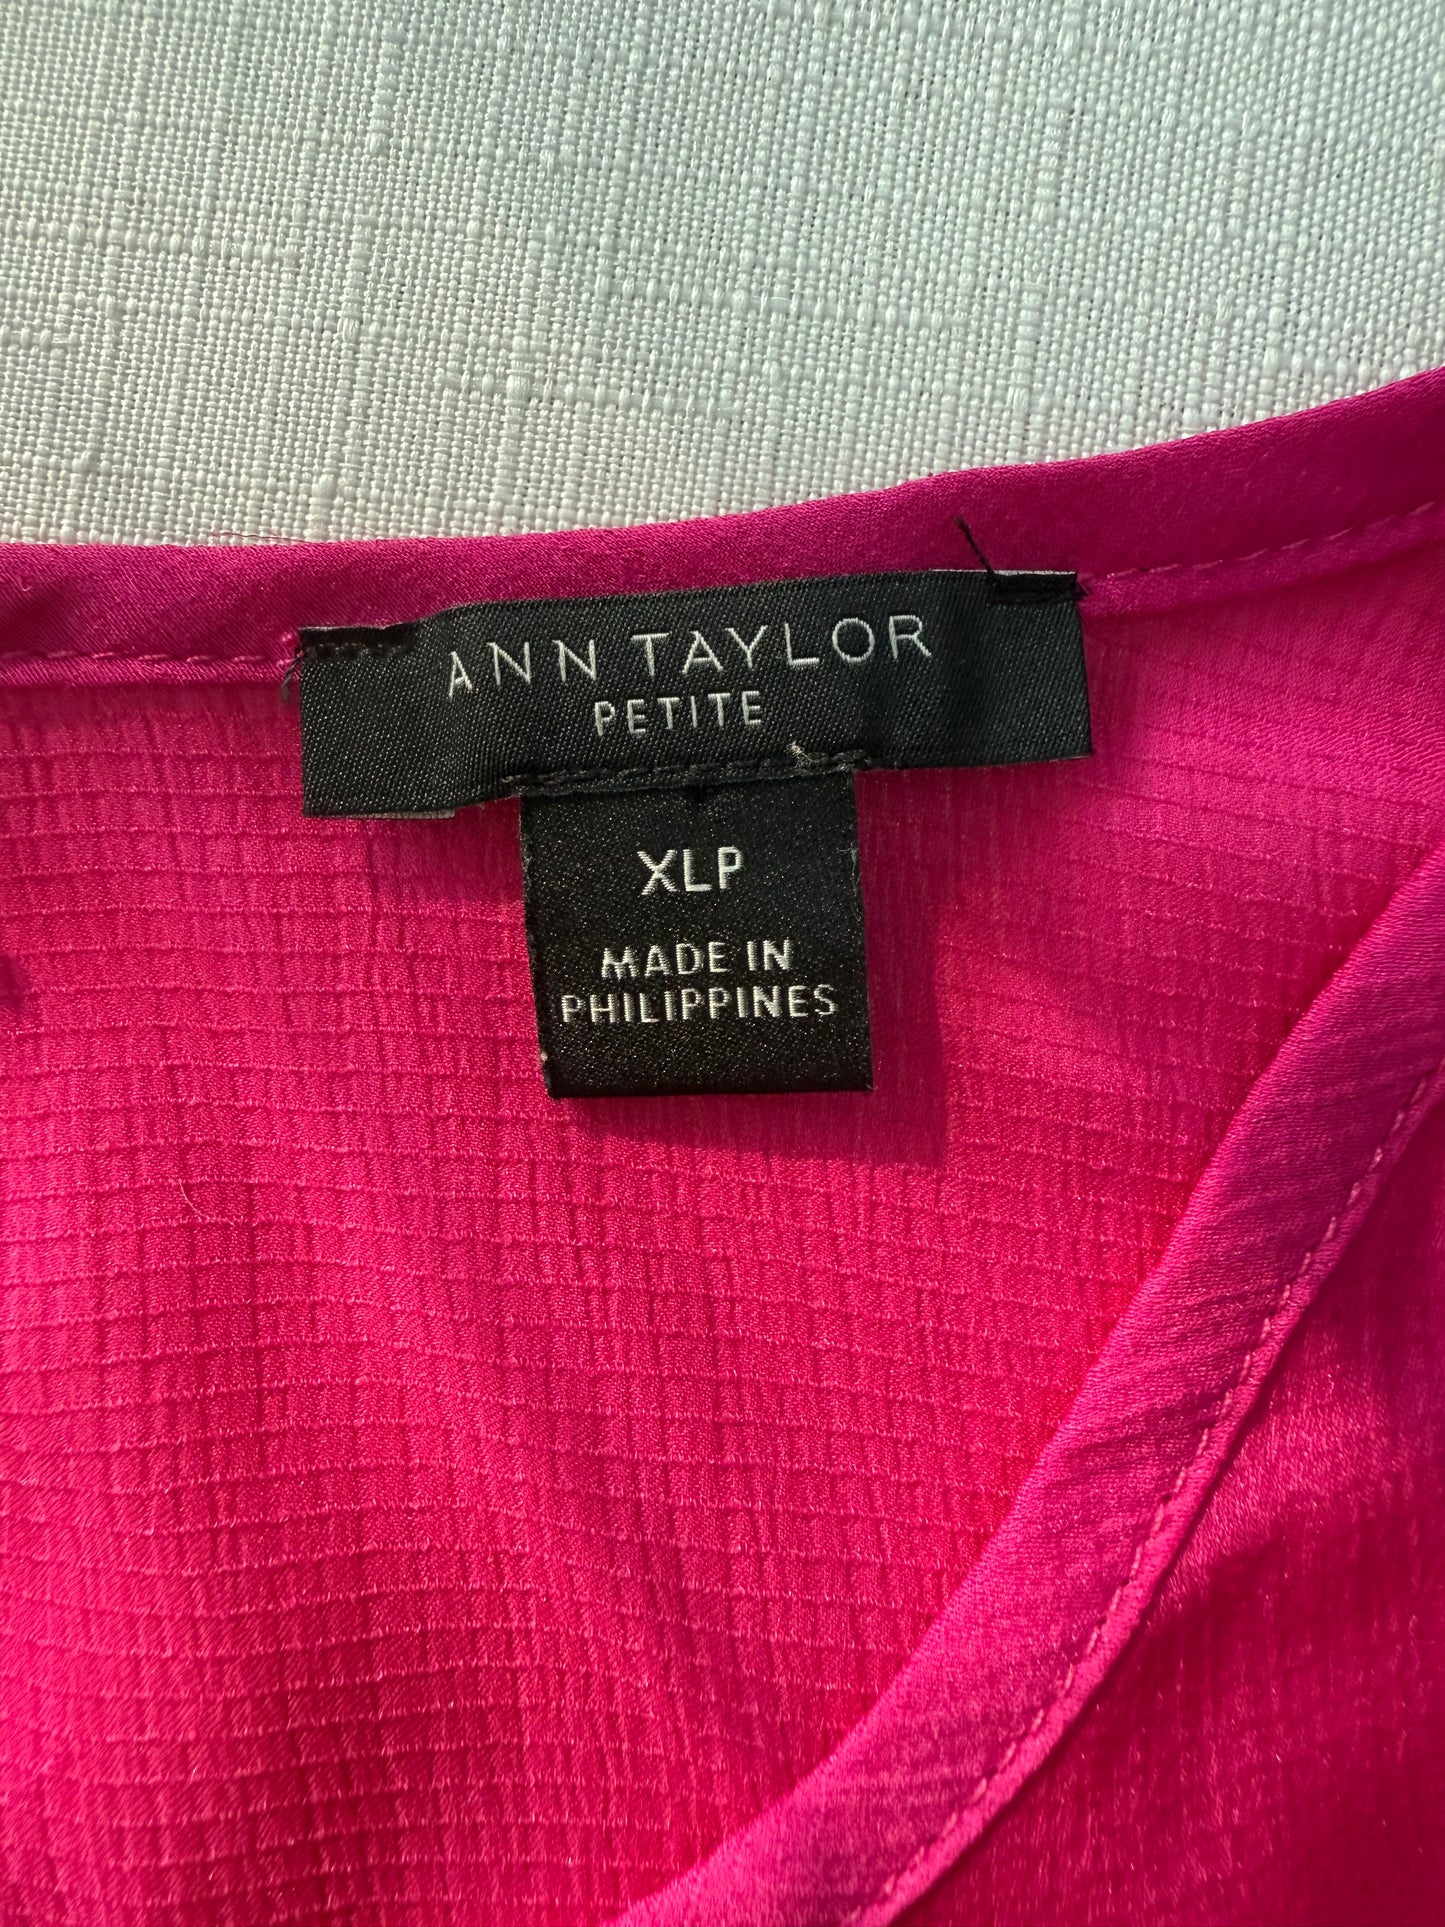 ANN TAYLOR
PETITE
XLP
MADE IN
PHILIPPINES